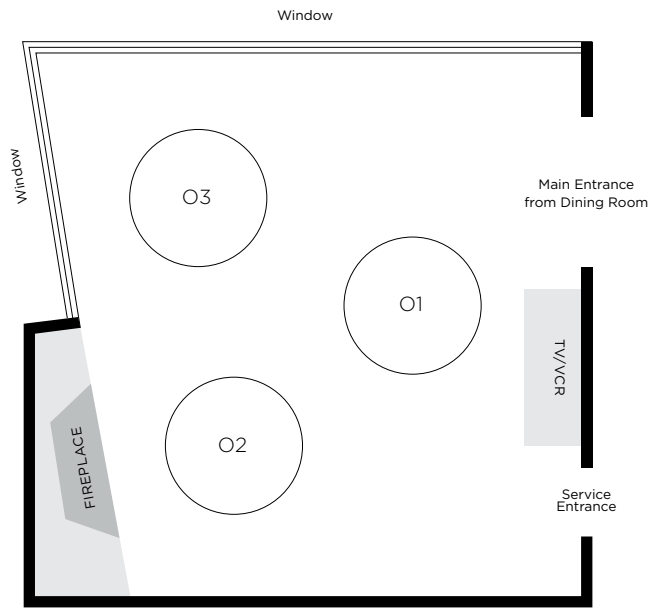 Window
Window
O3
Main Entrance
from Dining Room
O1
TV/VCR
FIREPLACE
O2
Service
Entrance